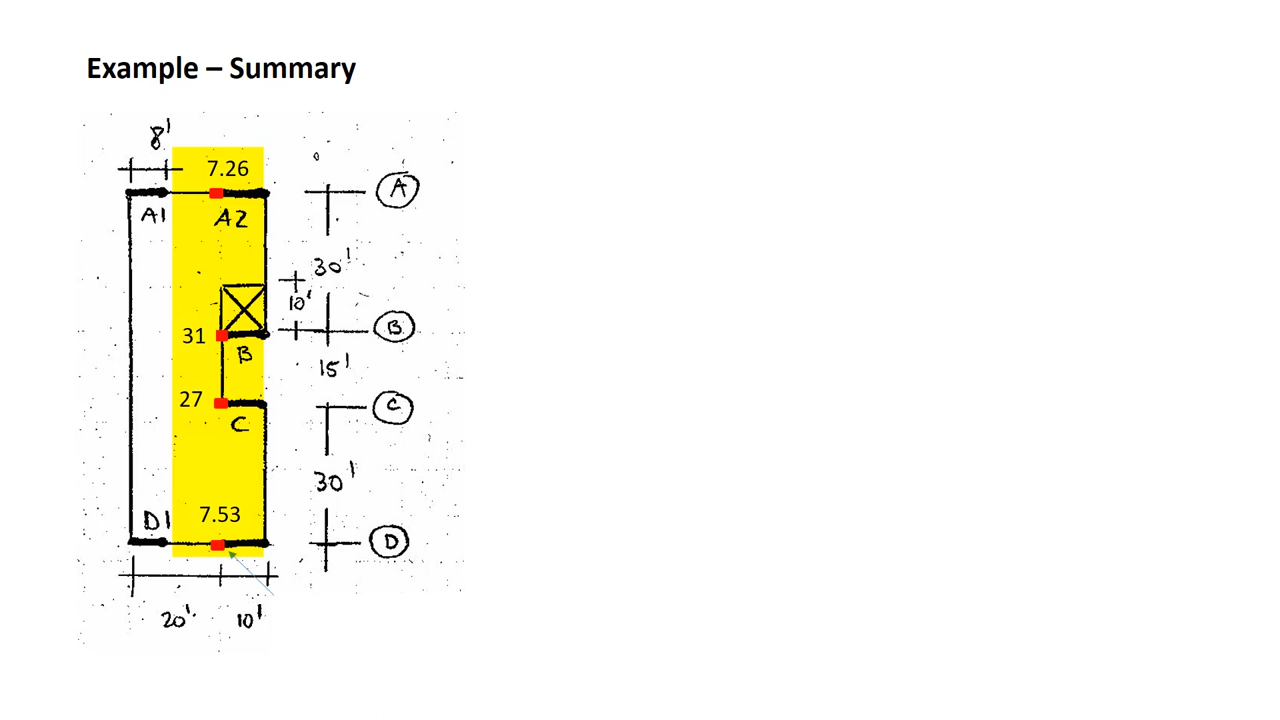 Example – Summary
8'
7.26
A
A1
A2
30'
10'
31
B
B
15'
27
C
C
30'
D1
7.53
D
20'
10'